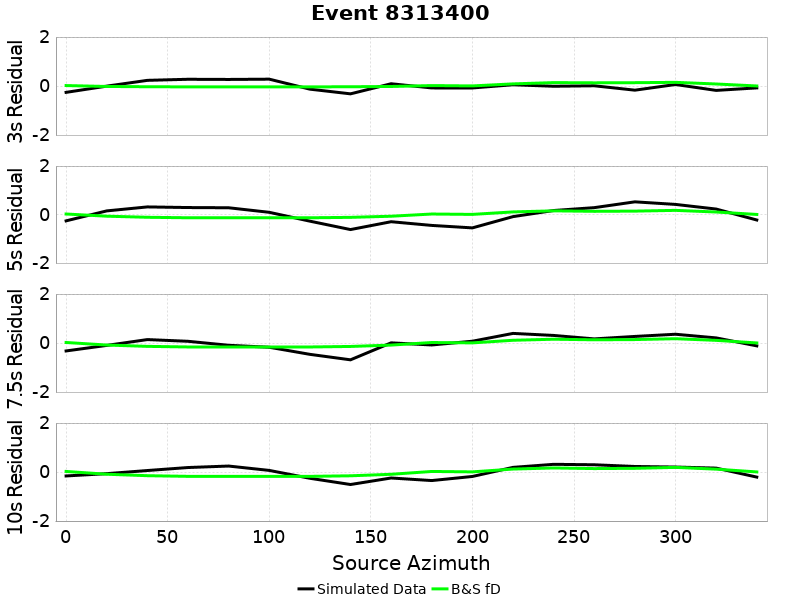 Event 8313400
3s Residual
2
0
-2
5s Residual
2
0
-2
7.5s Residual
2
0
-2
10s Residual
2
0
-2
0 50 100 150 200 250 300
Source Azimuth
Simulated Data B&S fD